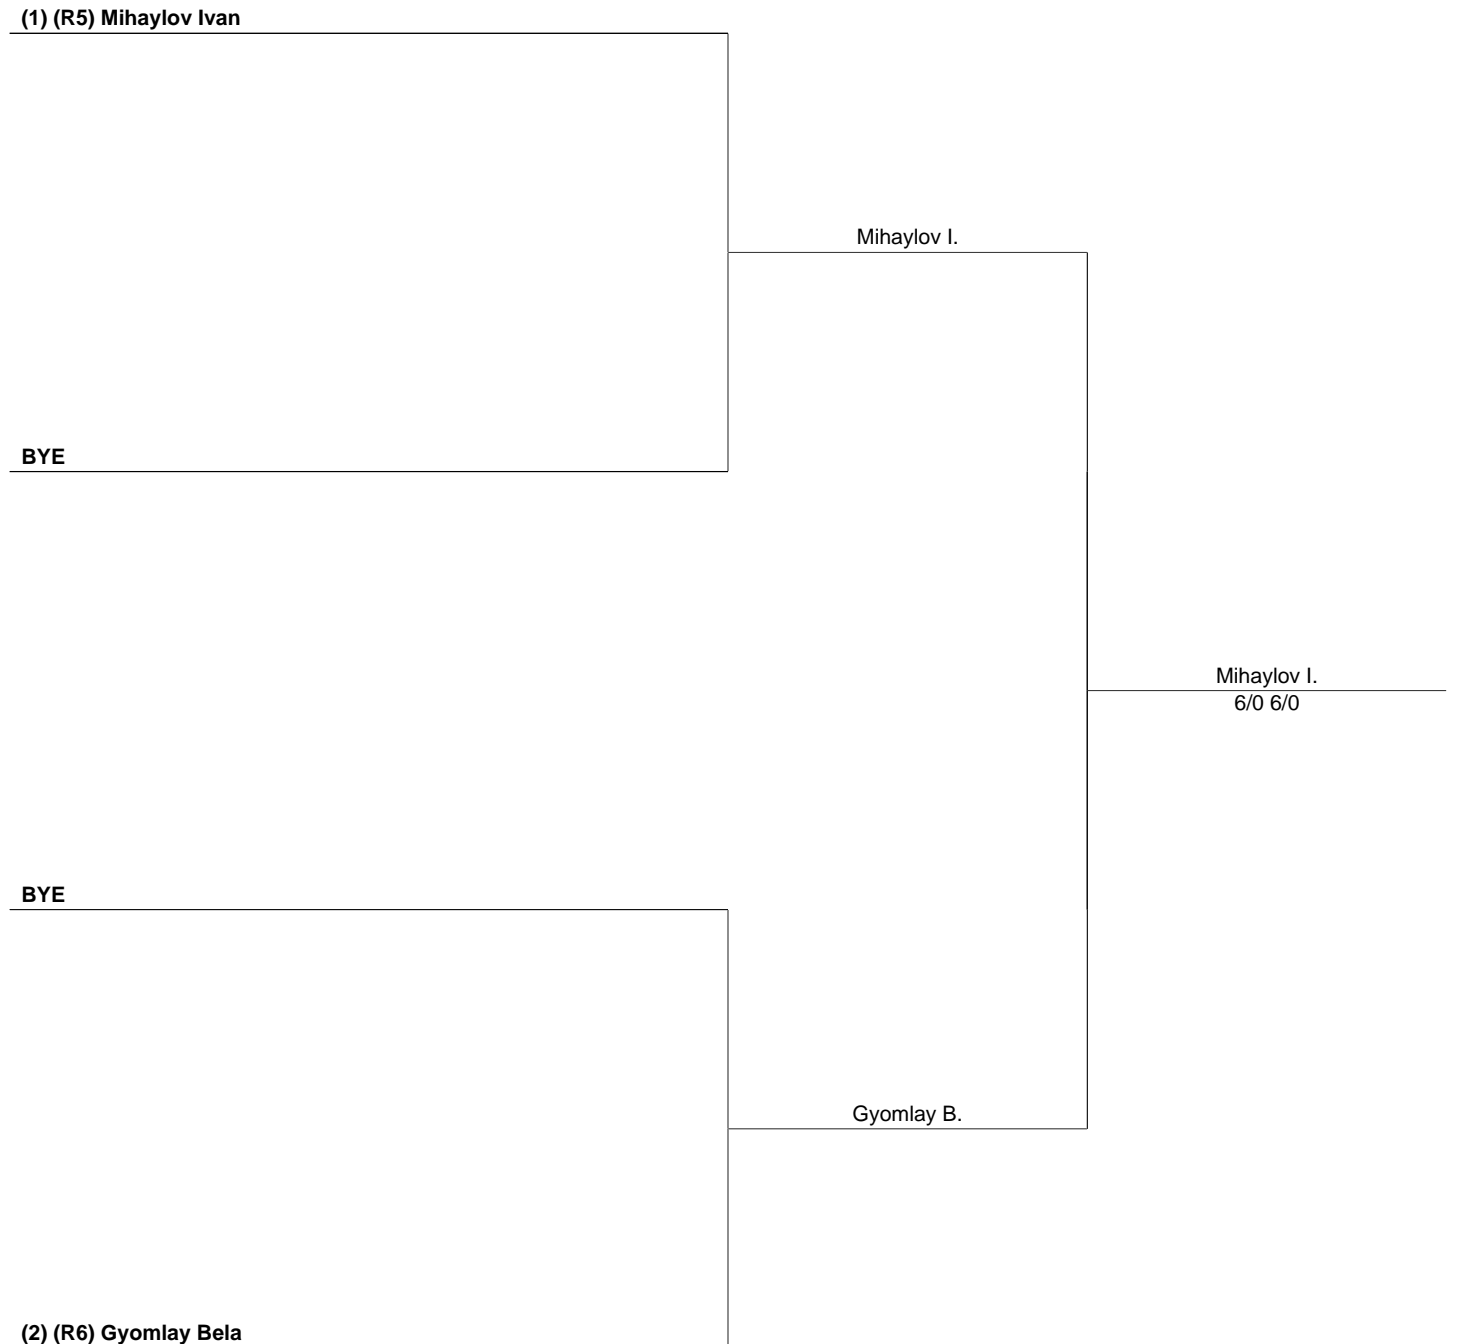 (1) (R5) Mihaylov Ivan
Mihaylov I.
BYE
Mihaylov I.
6/0 6/0
BYE
Gyomlay B.
(2) (R6) Gyomlay Bela